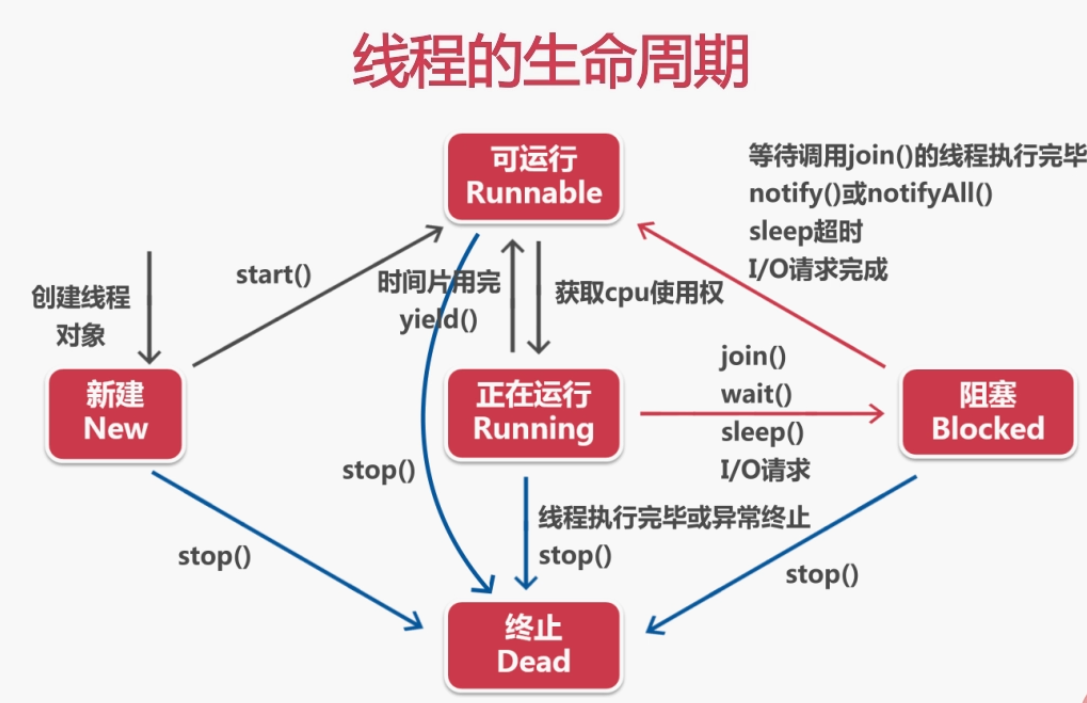 线程的生命周期
可运行
Runnable
等待调用join()的线程执行完毕
notify()或notifyAll()
sleep超时
I/O请求完成
start()
时间片用完
yield()
获取cpu使用权
创建线程
对象
新建
New
正在运行
Running
join()
wait()
sleep()
I/O请求
阻塞
Blocked
stop()
线程执行完毕或异常终止
stop()
stop()
stop()
终止
Dead